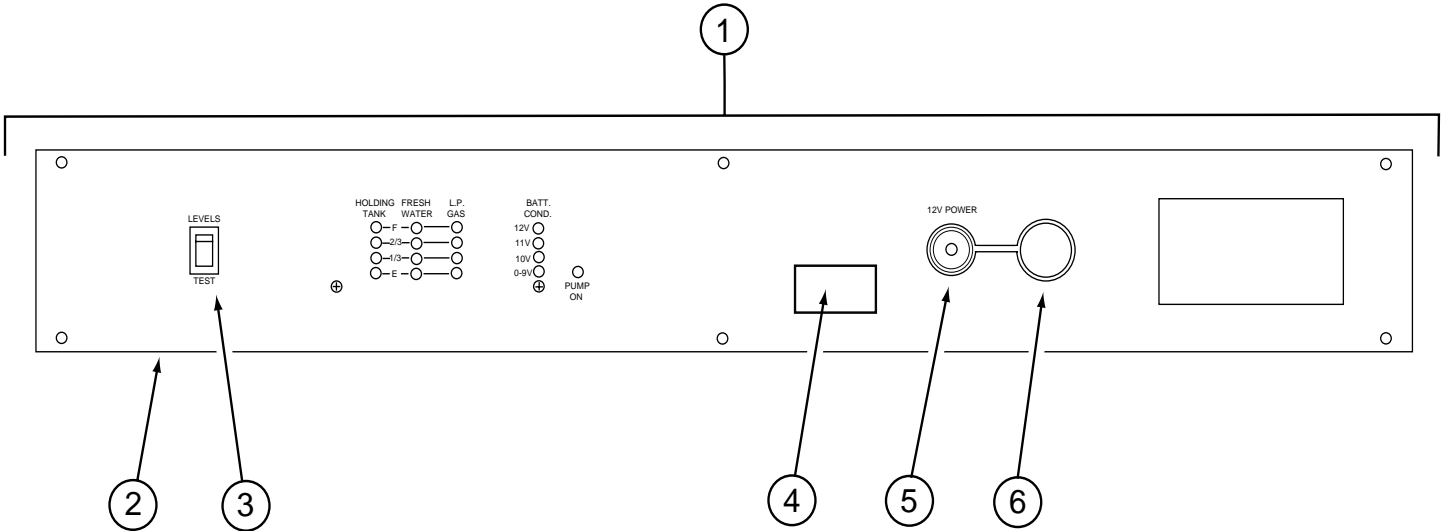 1
HOLDING FRESH L.P. BATT.
TANK WATER GAS COND.
LEVELS
12V POWER
F 12V
2/3 11V
1/3 10V
E 0-9V
TEST
PUMP
ON
2 3 4 5 6